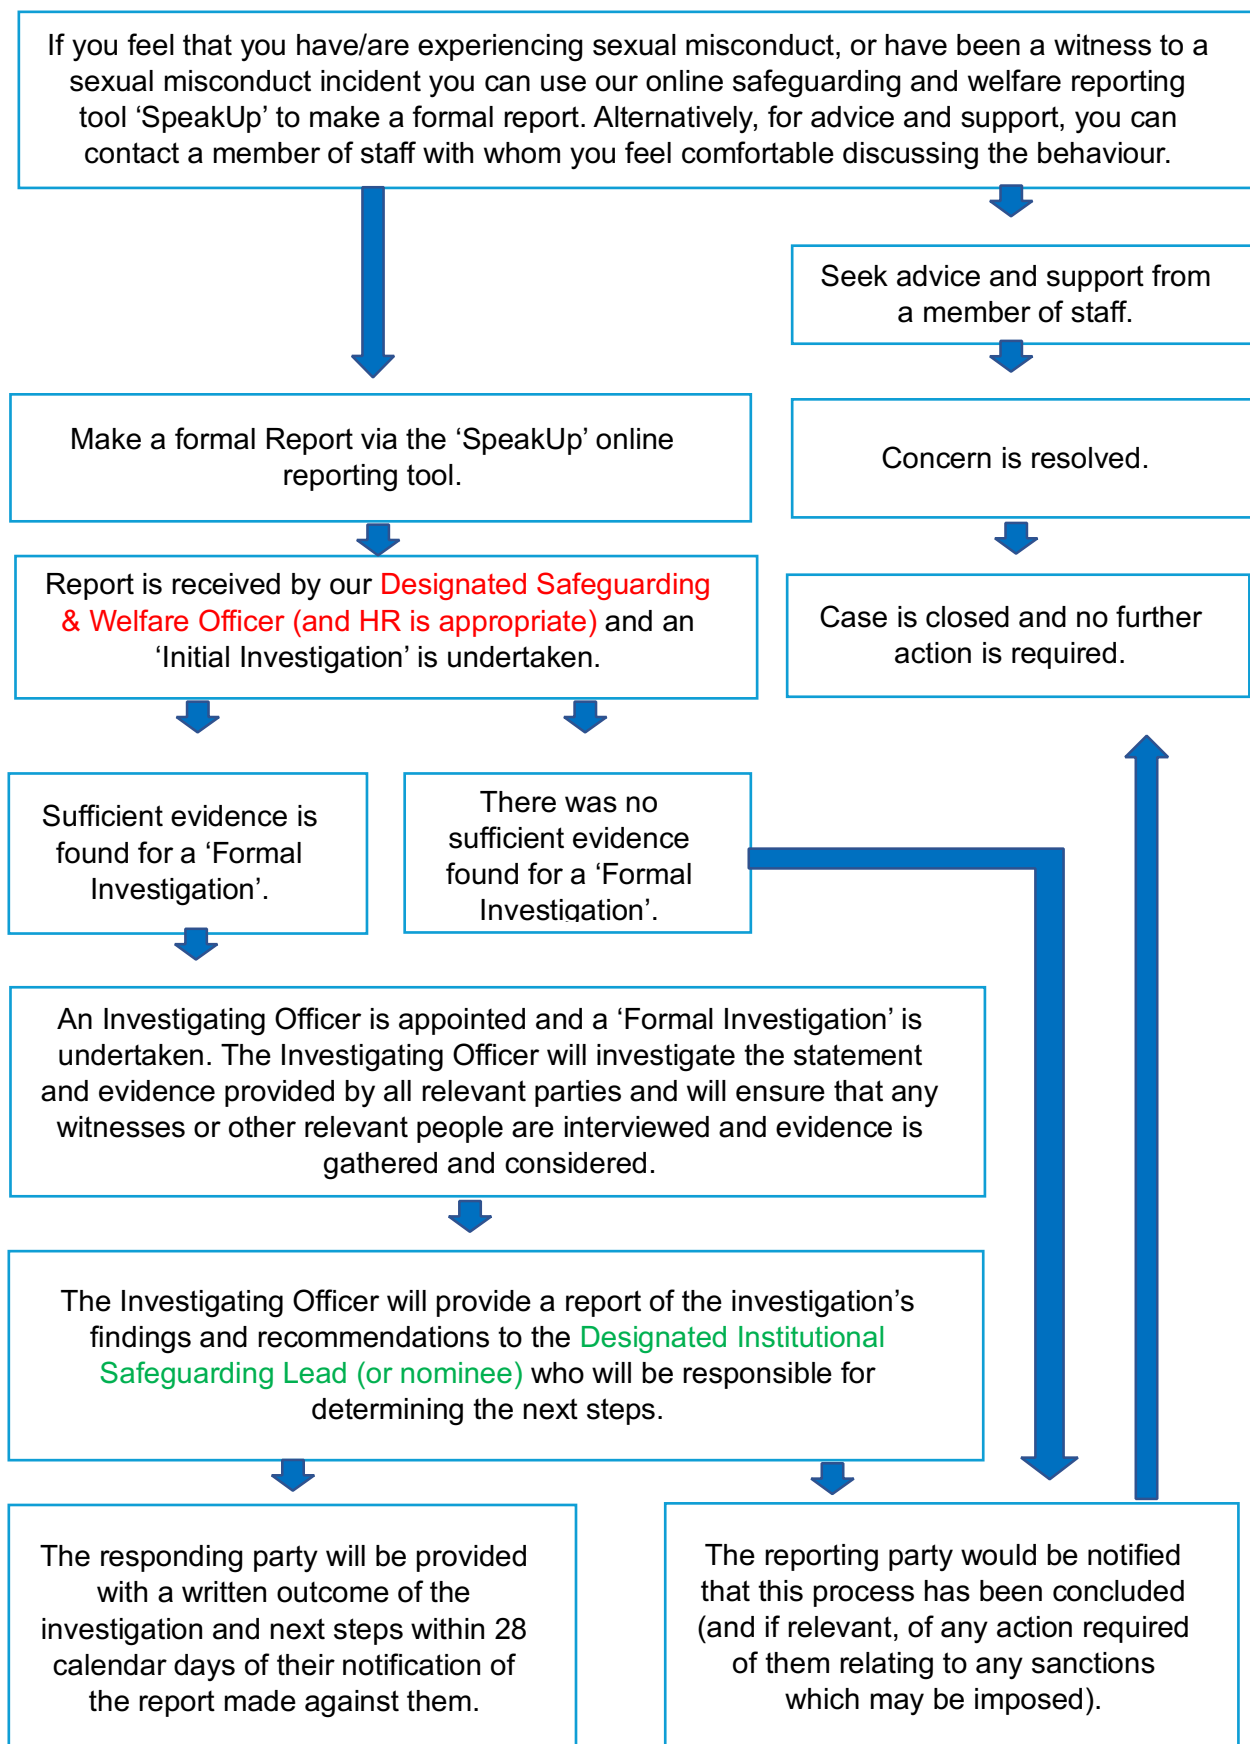 If you feel that you have/are experiencing sexual misconduct, or have been a witness to a
sexual misconduct incident you can use our online safeguarding and welfare reporting
tool ‘SpeakUp’ to make a formal report. Alternatively, for advice and support, you can
contact a member of staff with whom you feel comfortable discussing the behaviour.
Seek advice and support from
a member of staff.
Make a formal Report via the ‘SpeakUp’ online
reporting tool.
Concern is resolved.
Report is received by our Designated Safeguarding
& Welfare Officer (and HR is appropriate) and an
‘Initial Investigation’ is undertaken.
Case is closed and no further
action is required.
Sufficient evidence is
found for a ‘Formal
Investigation’.
There was no
sufficient evidence
found for a ‘Formal
Investigation’.
An Investigating Officer is appointed and a ‘Formal Investigation’ is
undertaken. The Investigating Officer will investigate the statement
and evidence provided by all relevant parties and will ensure that any
witnesses or other relevant people are interviewed and evidence is
gathered and considered.
The Investigating Officer will provide a report of the investigation’s
findings and recommendations to the Designated Institutional
Safeguarding Lead (or nominee) who will be responsible for
determining the next steps.
The responding party will be provided
with a written outcome of the
investigation and next steps within 28
calendar days of their notification of
the report made against them.
The reporting party would be notified
that this process has been concluded
(and if relevant, of any action required
of them relating to any sanctions
which may be imposed).